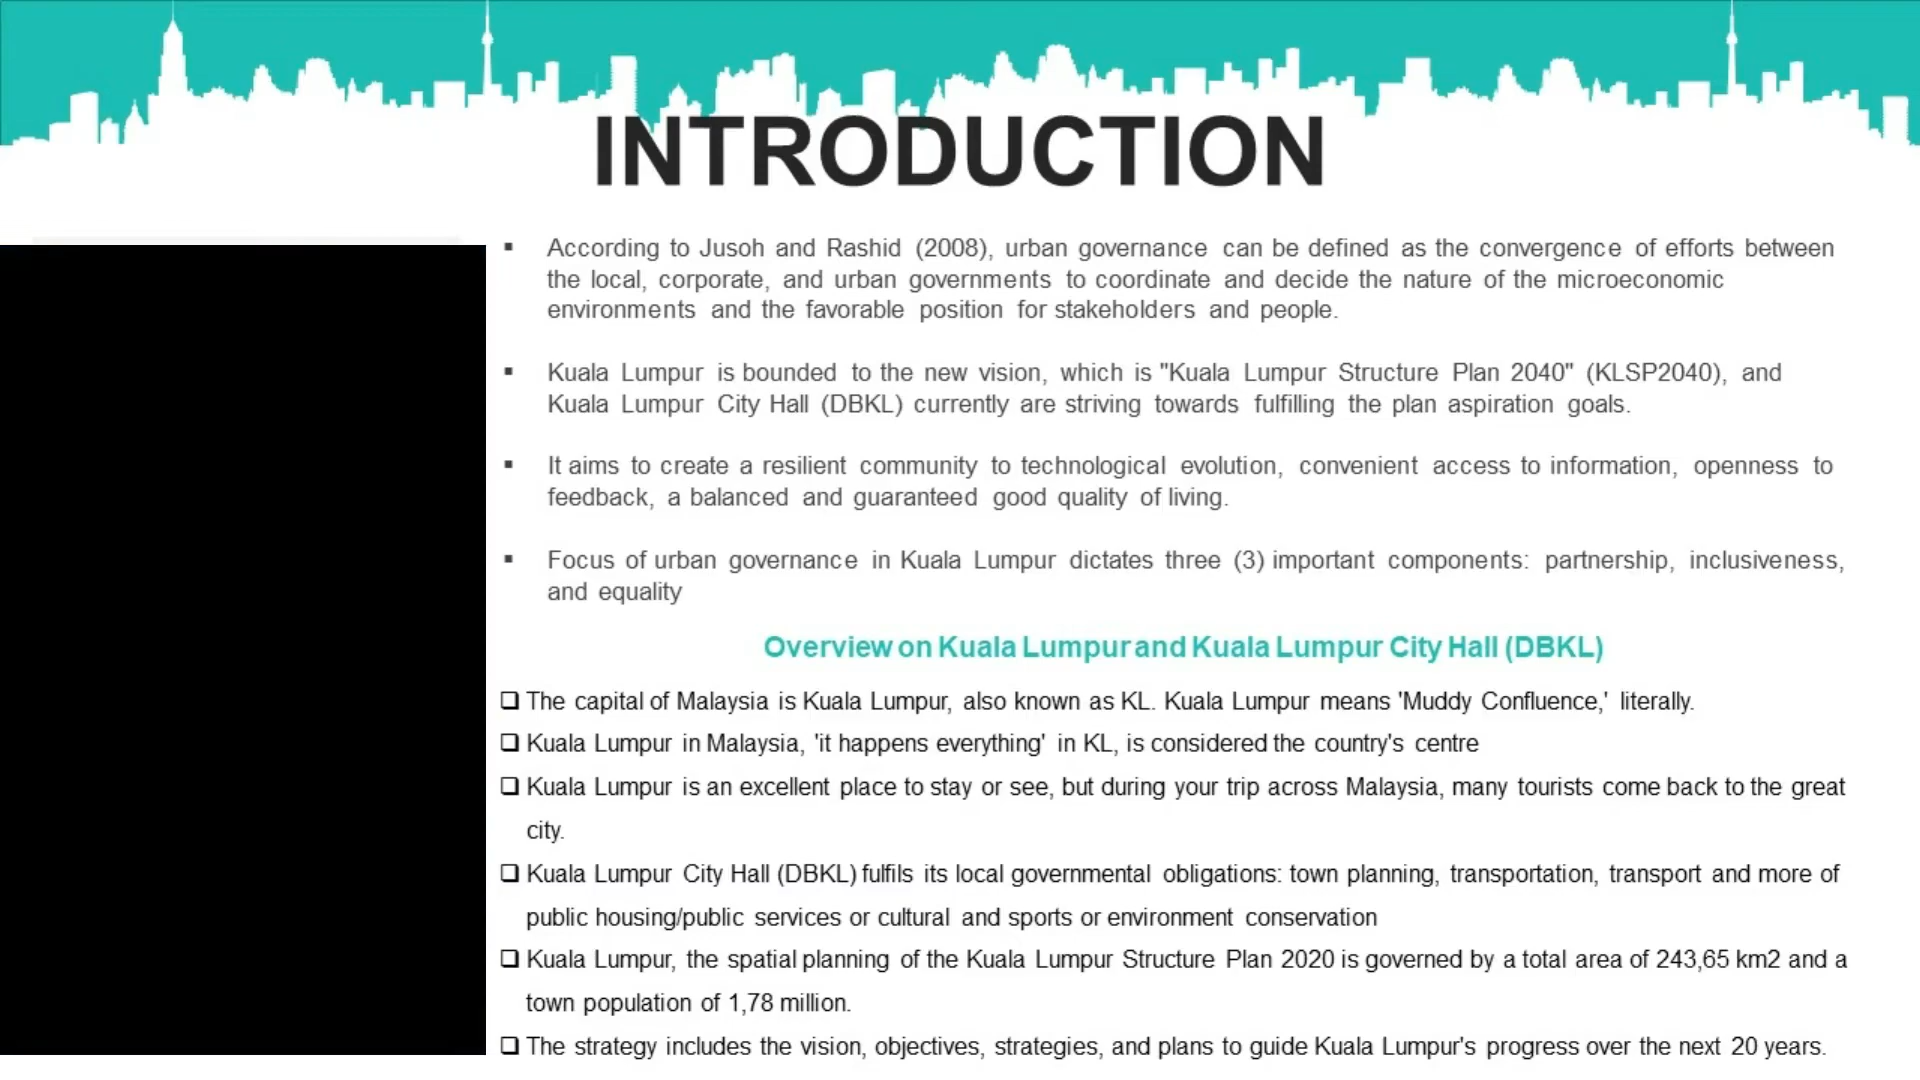 INTRODUCTION
▪ According to Jusoh and Rashid (2008), urban governance can be defined as the convergence of efforts between
the local, corporate, and urban governments to coordinate and decide the nature of the microeconomic
environments and the favorable position for stakeholders and people.
▪ Kuala Lumpur is bounded to the new vision, which is "Kuala Lumpur Structure Plan 2040" (KLSP2040), and
Kuala Lumpur City Hall (DBKL) currently are striving towards fulfilling the plan aspiration goals.
▪ It aims to create a resilient community to technological evolution, convenient access to information, openness to
feedback, a balanced and guaranteed good quality of living.
▪ Focus of urban governance in Kuala Lumpur dictates three (3) important components: partnership, inclusiveness,
and equality
Overview on Kuala Lumpur and Kuala Lumpur City Hall (DBKL)
❑ The capital of Malaysia is Kuala Lumpur, also known as KL. Kuala Lumpur means 'Muddy Confluence,' literally.
❑ Kuala Lumpur in Malaysia, 'it happens everything' in KL, is considered the country's centre
❑ Kuala Lumpur is an excellent place to stay or see, but during your trip across Malaysia, many tourists come back to the great
city.
❑ Kuala Lumpur City Hall (DBKL) fulfils its local governmental obligations: town planning, transportation, transport and more of
public housing/public services or cultural and sports or environment conservation
❑ Kuala Lumpur, the spatial planning of the Kuala Lumpur Structure Plan 2020 is governed by a total area of 243,65 km2 and a
town population of 1,78 million.
❑ The strategy includes the vision, objectives, strategies, and plans to guide Kuala Lumpur's progress over the next 20 years.